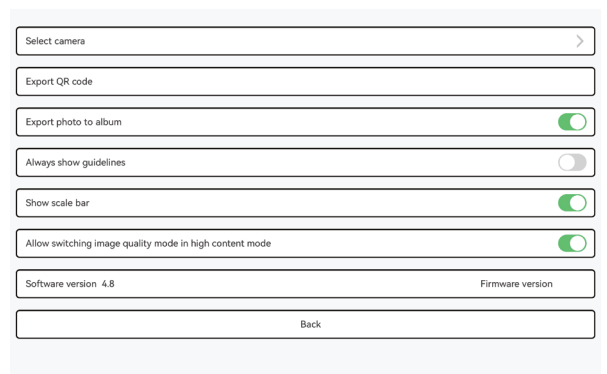 Select camera
Export QR code
Export photo to album
Always show guidelines
Show scale bar
Allow switching image quality mode in high content mode
Software version 4.8 Firmware version
Back